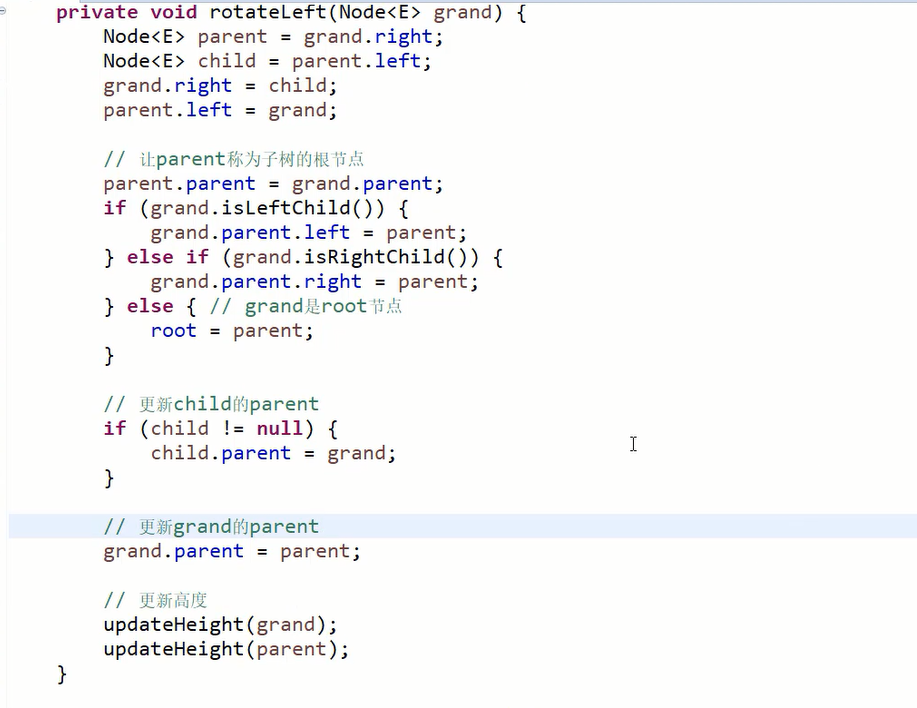 private void rotateLeft(Node<E> grand) {
Node<E> parent = grand.right;
Node<E> child = parent.left;
grand.right = child;
parent.left = grand;
// 让parent称为子树的根节点
parent.parent = grand.parent;
if (grand.isLeftChild()) {
grand.parent.left = parent;
} else if (grand.isRightChild()) {
grand.parent.right = parent;
} else { // grand是root节点
root = parent;
}
// 更新child的parent
if (child != null) {
child.parent = grand;
}
// 更新grand的parent
grand.parent = parent;
// 更新高度
updateHeight(grand);
updateHeight(parent);
}